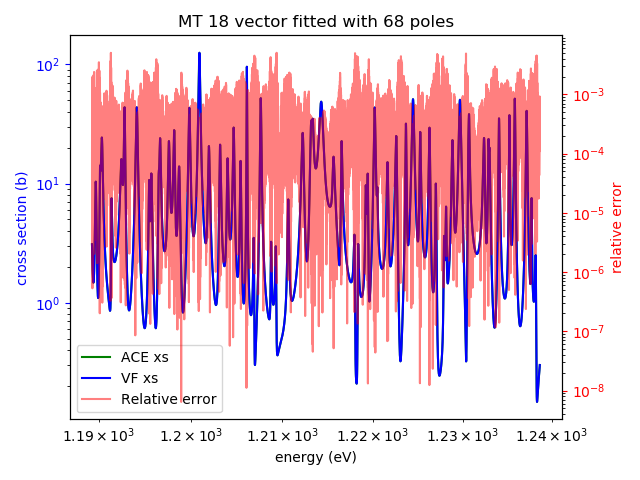 MT 18 vector fitted with 68 poles
cross section (b)
10²
10¹
10⁰
10⁻³
10⁻⁴
10⁻⁵
10⁻⁶
10⁻⁷
10⁻⁸
relative error
ACE xs
VF xs
Relative error
1.19 × 10³ 1.2 × 10³ 1.21 × 10³ 1.22 × 10³ 1.23 × 10³ 1.24 × 10³
energy (eV)